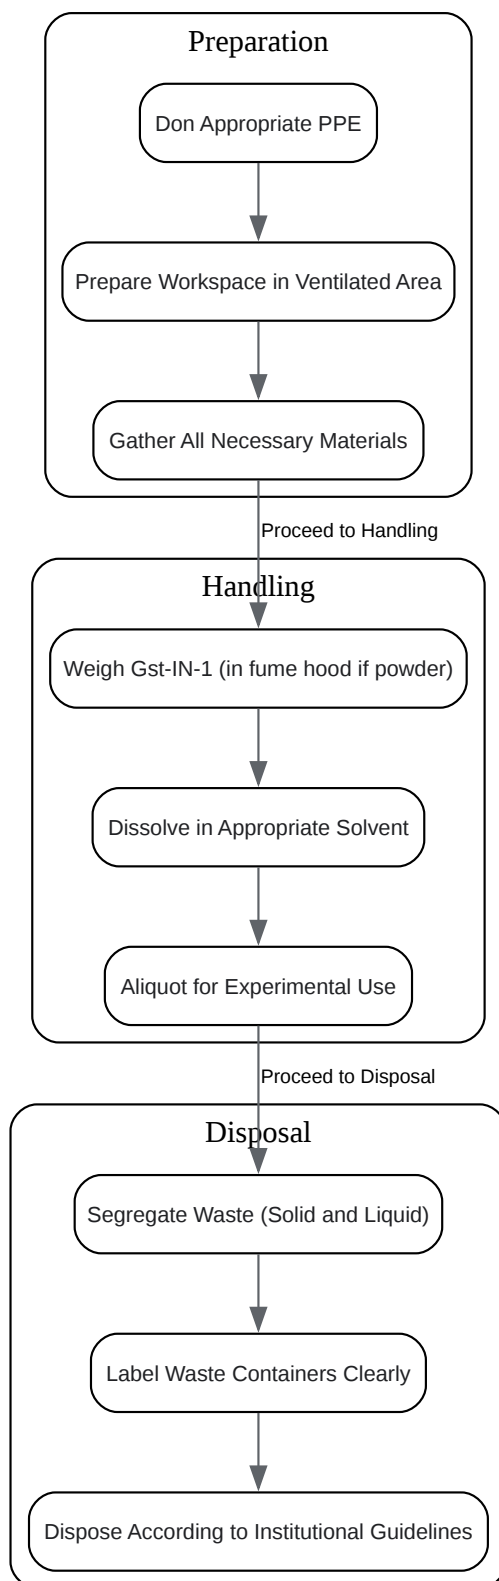 Preparation
Don Appropriate PPE
Prepare Workspace in Ventilated Area
Gather All Necessary Materials
Proceed to Handling
Handling
Weigh Gst-IN-1 (in fume hood if powder)
Dissolve in Appropriate Solvent
Aliquot for Experimental Use
Proceed to Disposal
Disposal
Segregate Waste (Solid and Liquid)
Label Waste Containers Clearly
Dispose According to Institutional Guidelines